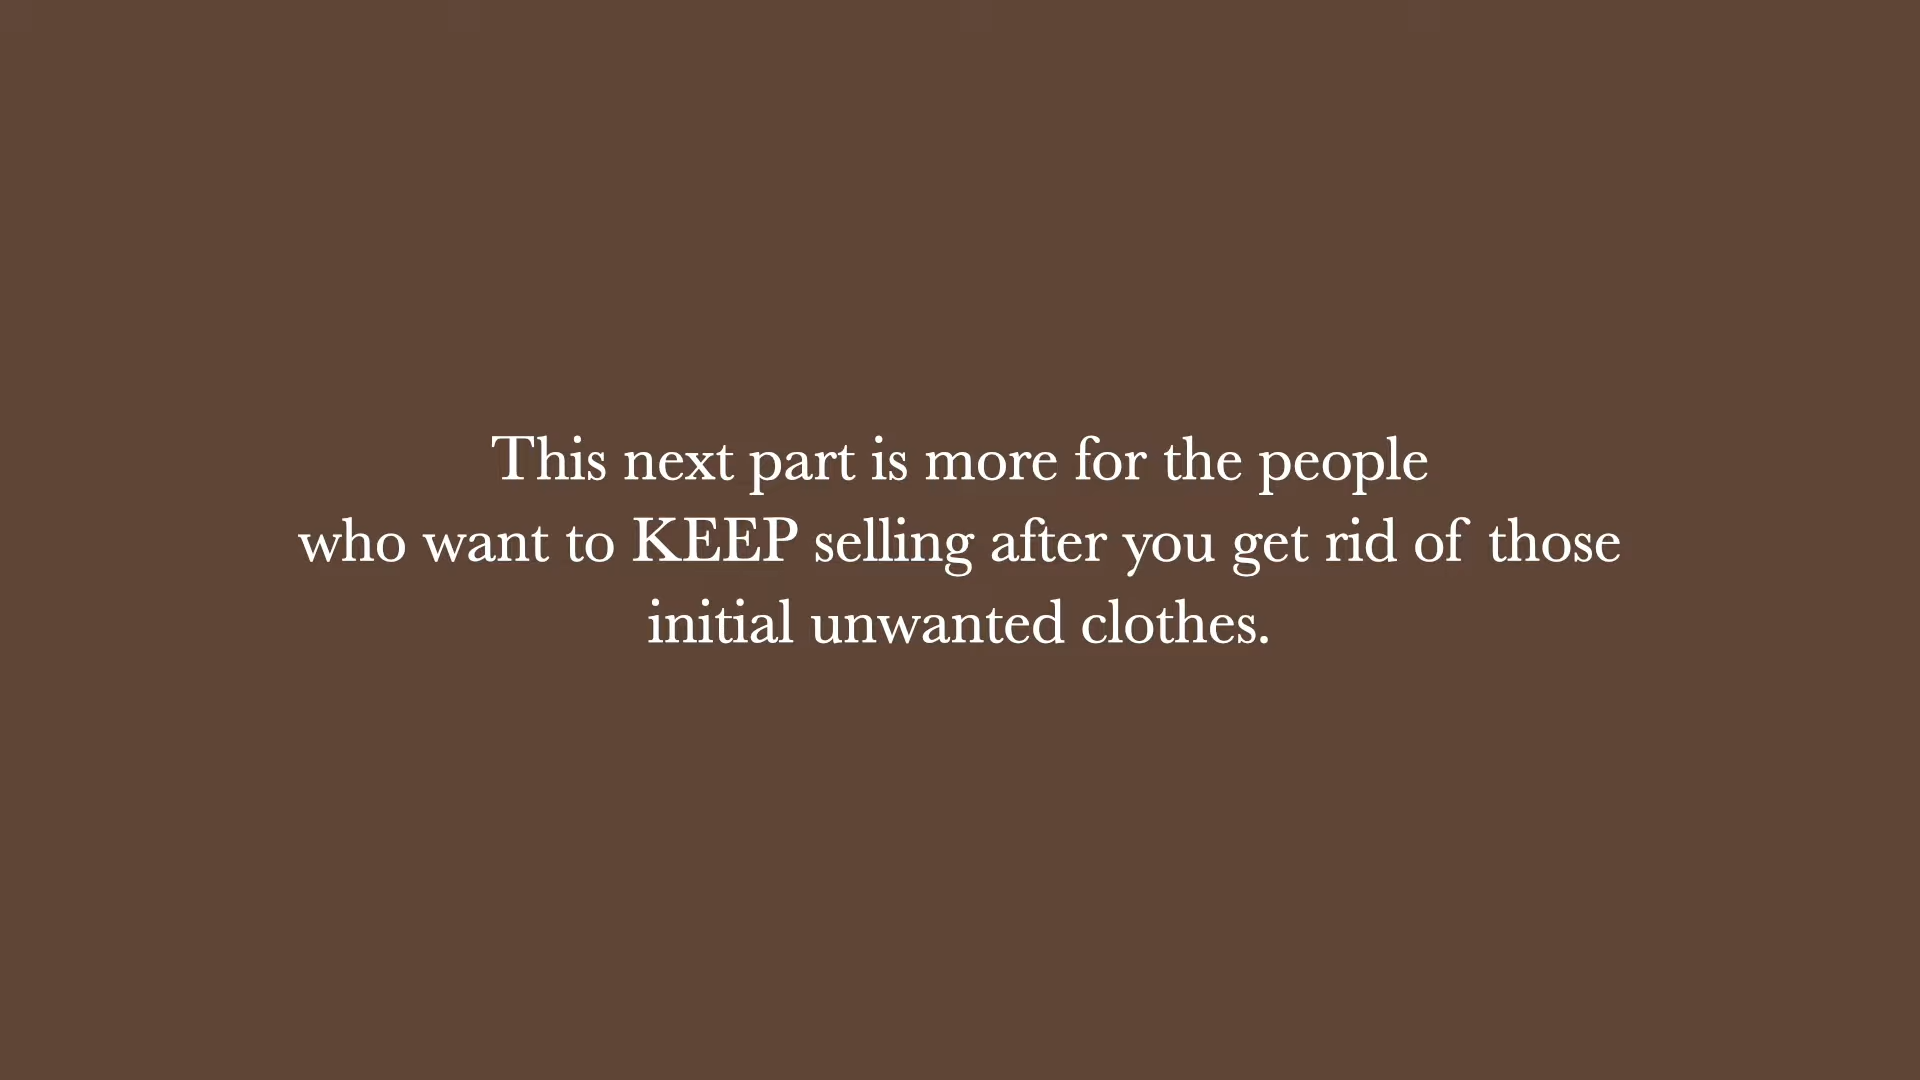 This next part is more for the people
who want to KEEP selling after you get rid of those
initial unwanted clothes.